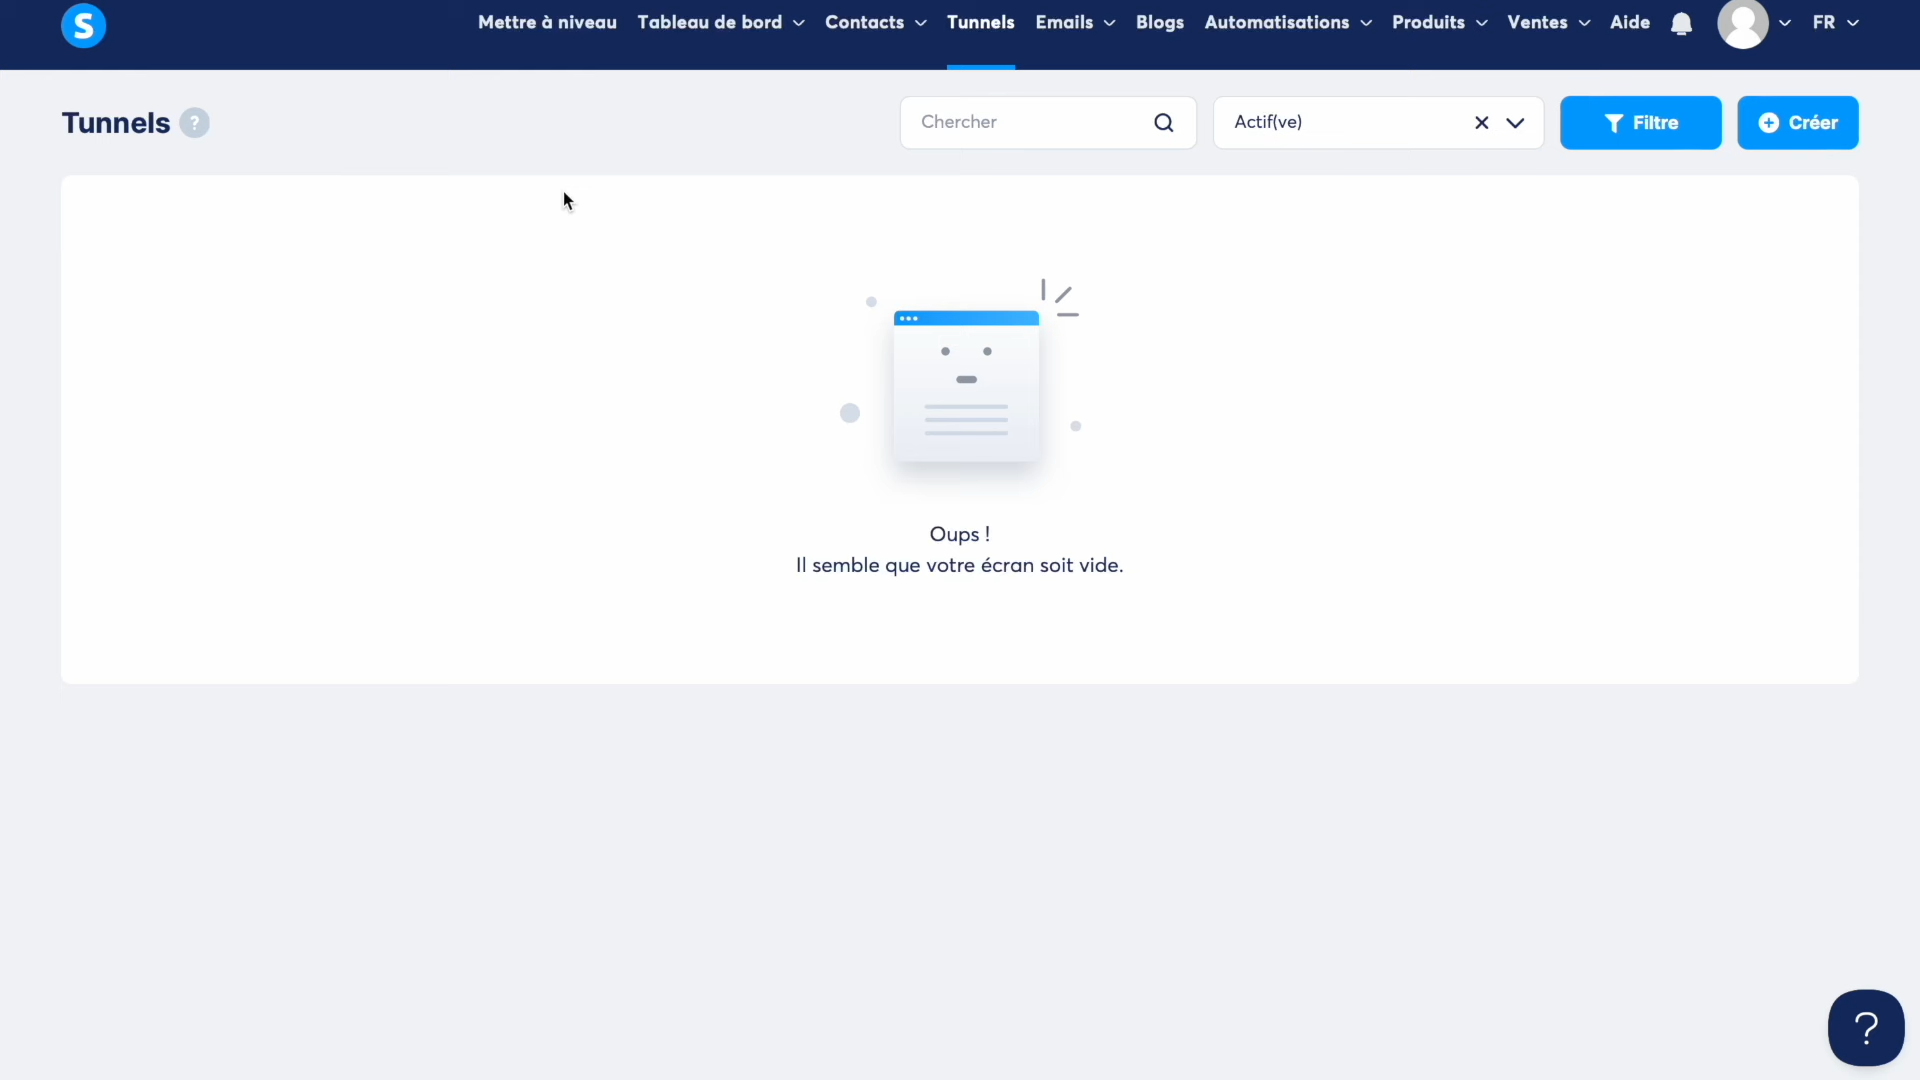 S
Mettre à niveau Tableau de bord Contacts Tunnels Emails Blogs Automatisations Produits Ventes Aide FR
Tunnels ?
Chercher
Actif(ve)
Filtre
Créer
Oups !
Il semble que votre écran soit vide.
?